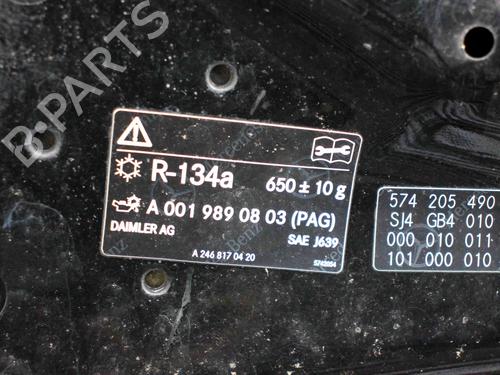 B-PARTS
R-134a 650 ± 10 g
A 001 989 08 03 (PAG)
DAIMLER AG SAE J639
A 246 817 04 20 5743054
574 205 490
SJ4 GB4 010
000 010 011
101 000 010